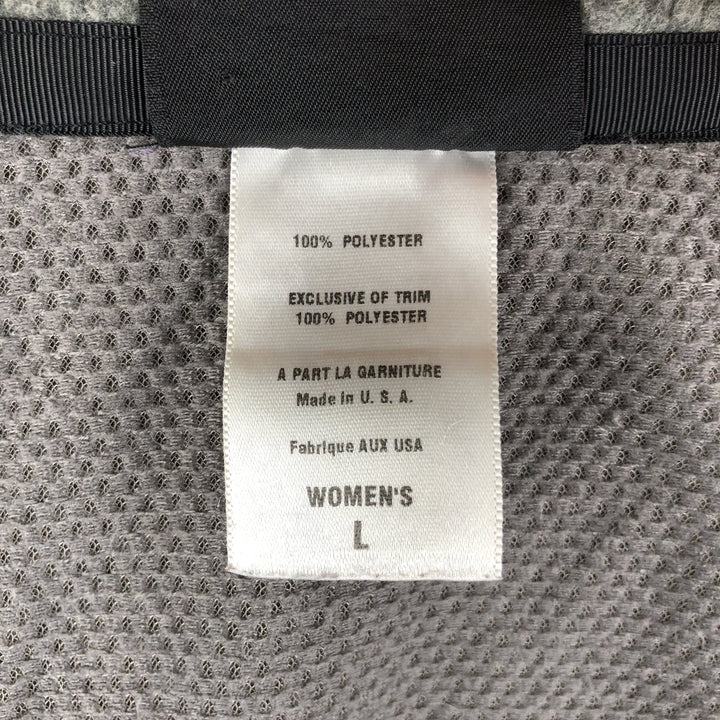 100% POLYESTER
EXCLUSIVE OF TRIM
100% POLYESTER
A PART LA GARNITURE
Made in U. S. A.
Fabrique AUX USA
WOMEN'S
L